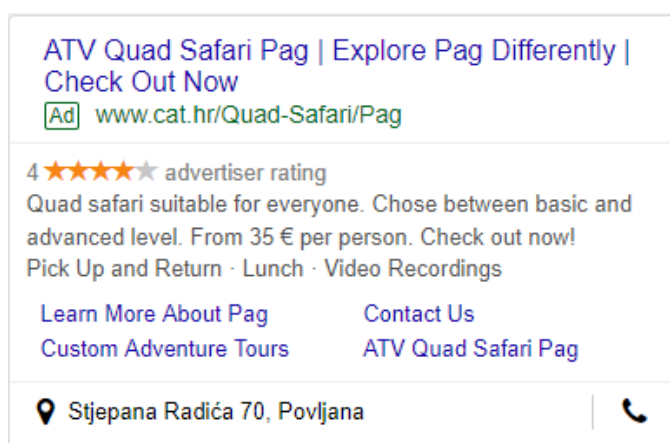 ATV Quad Safari Pag | Explore Pag Differently |
Check Out Now
Ad www.cat.hr/Quad-Safari/Pag
4 ★★★★★ advertiser rating
Quad safari suitable for everyone. Chose between basic and
advanced level. From 35 € per person. Check out now!
Pick Up and Return · Lunch · Video Recordings
Learn More About Pag Contact Us
Custom Adventure Tours ATV Quad Safari Pag
Stjepana Radića 70, Povljana